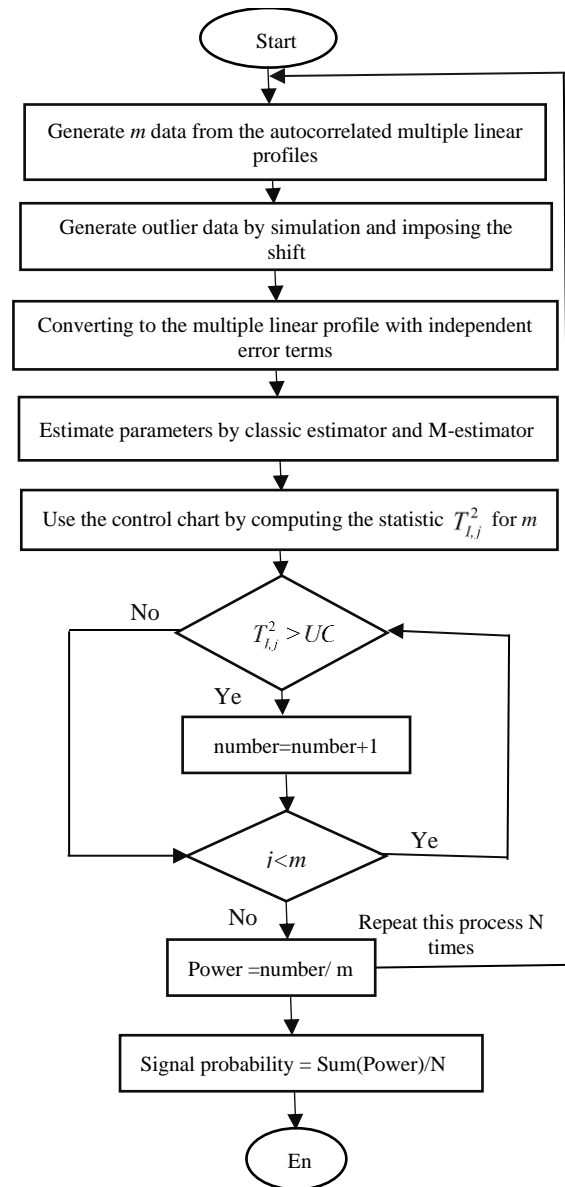 Start
Generate m data from the autocorrelated multiple linear
profiles
Generate outlier data by simulation and imposing the
shift
Converting to the multiple linear profile with independent
error terms
Estimate parameters by classic estimator and M-estimator
Use the control chart by computing the statistic T²_{I,j} for m
No
T²_{I,j} > UC
Ye
number=number+1
j<m
Ye
No
Repeat this process N
times
Power =number/ m
Signal probability = Sum(Power)/N
En